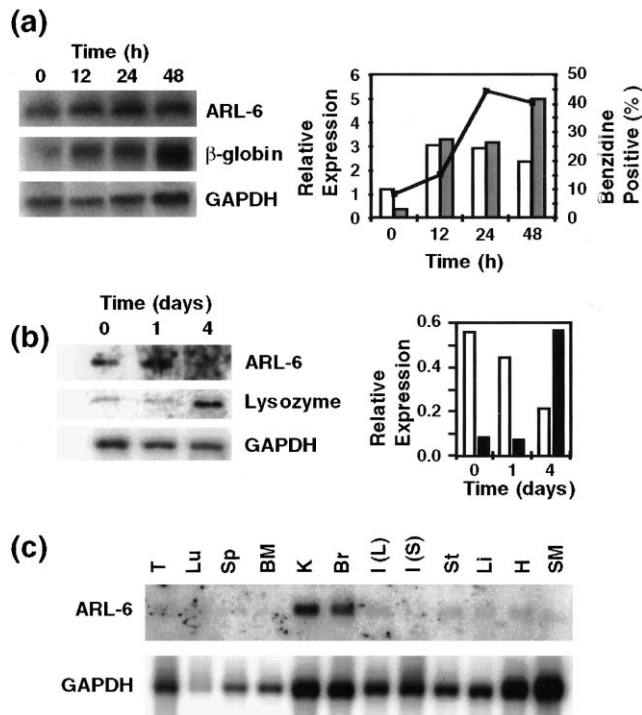 (a)
Time (h)
0 12 24 48
ARL-6
β-globin
GAPDH
Relative Expression
6
5
4
3
2
1
0
50
40
30
20
10
0
Benzidine Positive (%)
0 12 24 48
Time (h)
(b)
Time (days)
0 1 4
ARL-6
Lysozyme
GAPDH
Relative Expression
0.6
0.4
0.2
0.0
0 1 4
Time (days)
(c)
T Lu Sp BM K Br I (L) I (S) St Li H SM
ARL-6
GAPDH